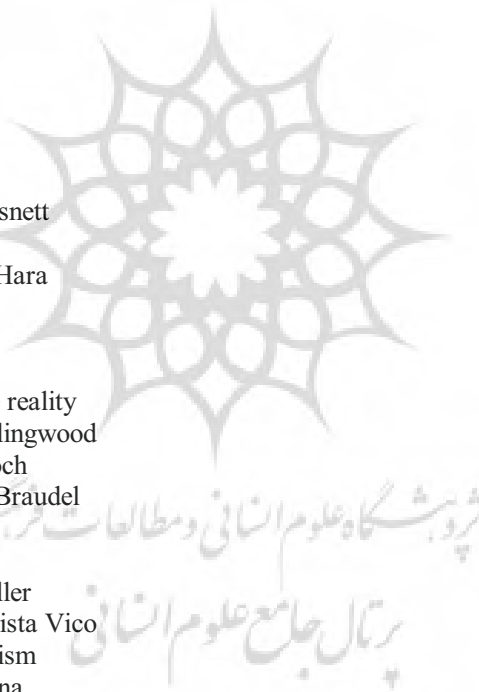 snett
Hara
reality
lingwood
och
Braudel
پژوهشگاه علوم انسانی و مطالعات فرهنگی
ller
ista Vico
ism
na
پرتال جامع علوم انسانی